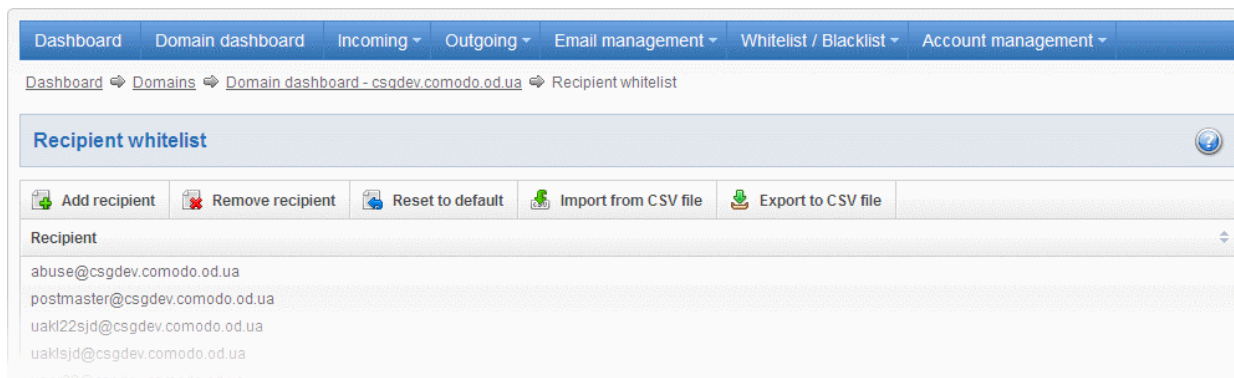 Dashboard Domain dashboard Incoming Outgoing Email management Whitelist / Blacklist Account management
Dashboard Domains Domain dashboard - csgdev.comodo.od.ua Recipient whitelist
Recipient whitelist
Add recipient Remove recipient Reset to default Import from CSV file Export to CSV file
Recipient
abuse@csgdev.comodo.od.ua
postmaster@csgdev.comodo.od.ua
uakl22sjd@csgdev.comodo.od.ua
uaklsjd@csgdev.comodo.od.ua